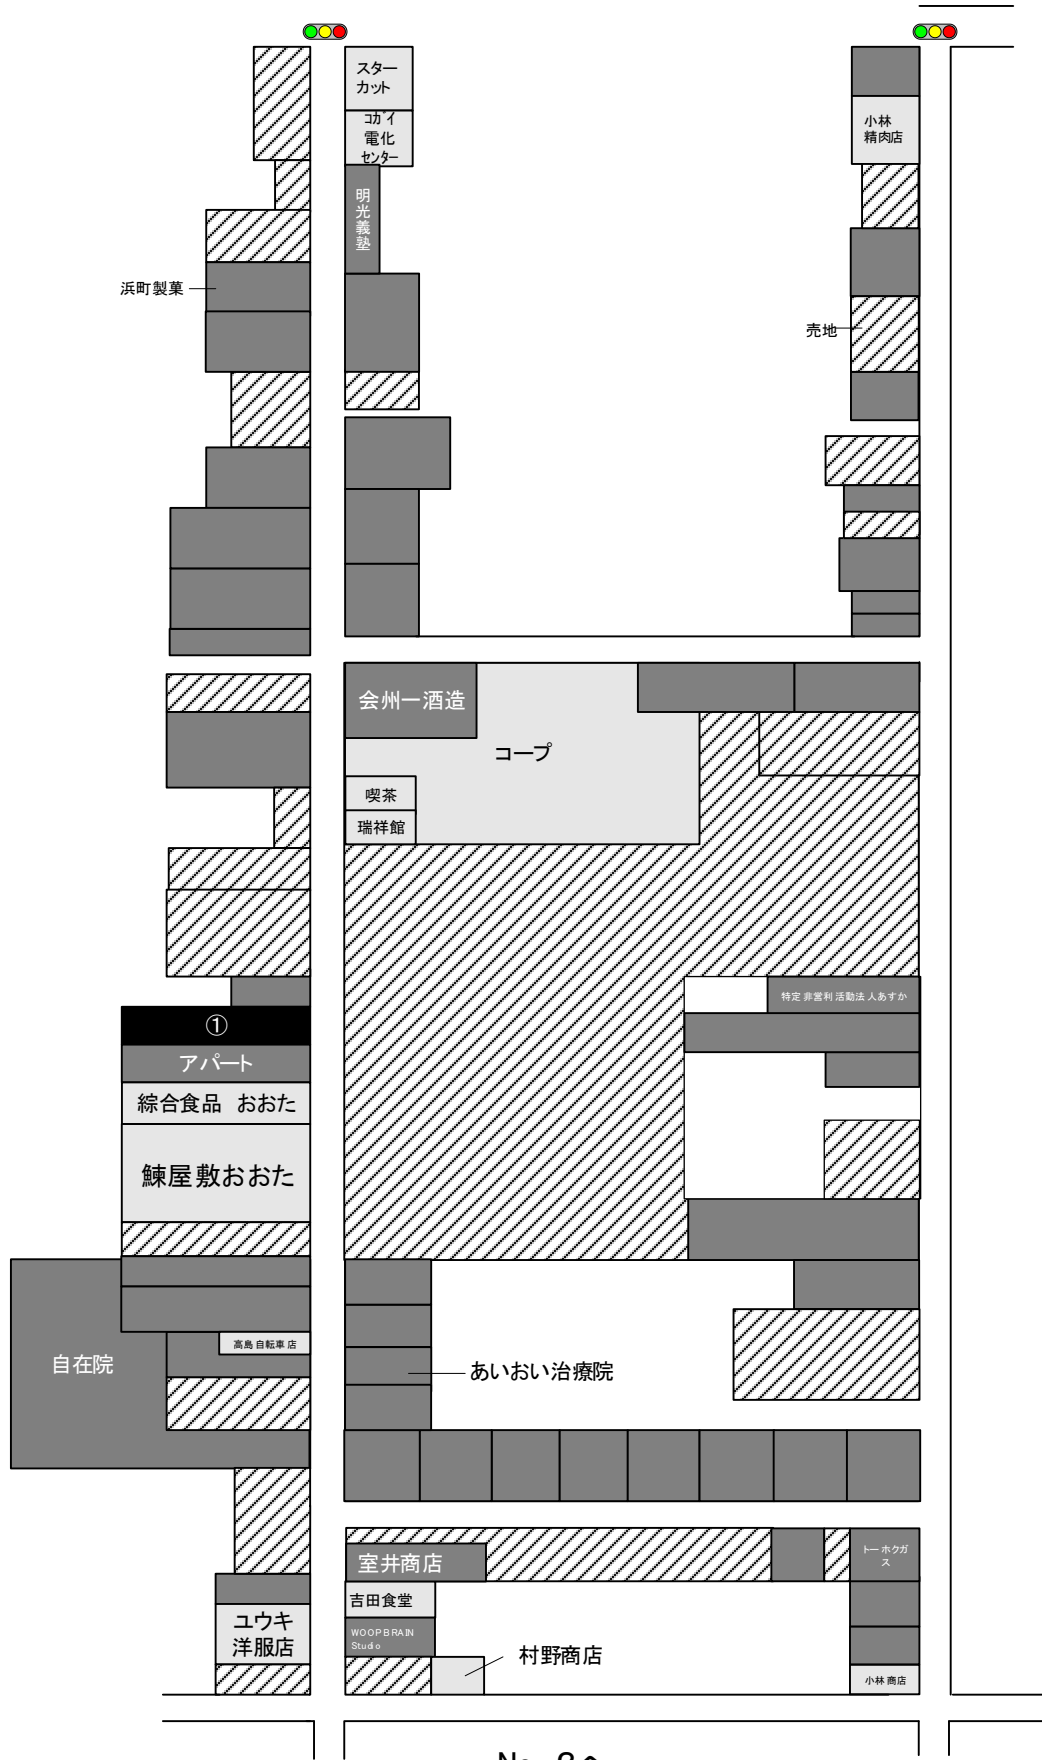 スター
カット
コガイ
電化
センター
小林
精肉店
明光義塾
浜町製菓
売地
会州一酒造
コープ
喫茶
瑞祥館
特定非営利活動法人あすか
①
アパート
綜合食品 おおた
鰊屋敷おおた
高島自転車店
自在院
あいおい治療院
トーホクガ
ス
室井商店
吉田食堂
ユウキ
洋服店
WOOPBRAIN
Studio
村野商店
小林商店